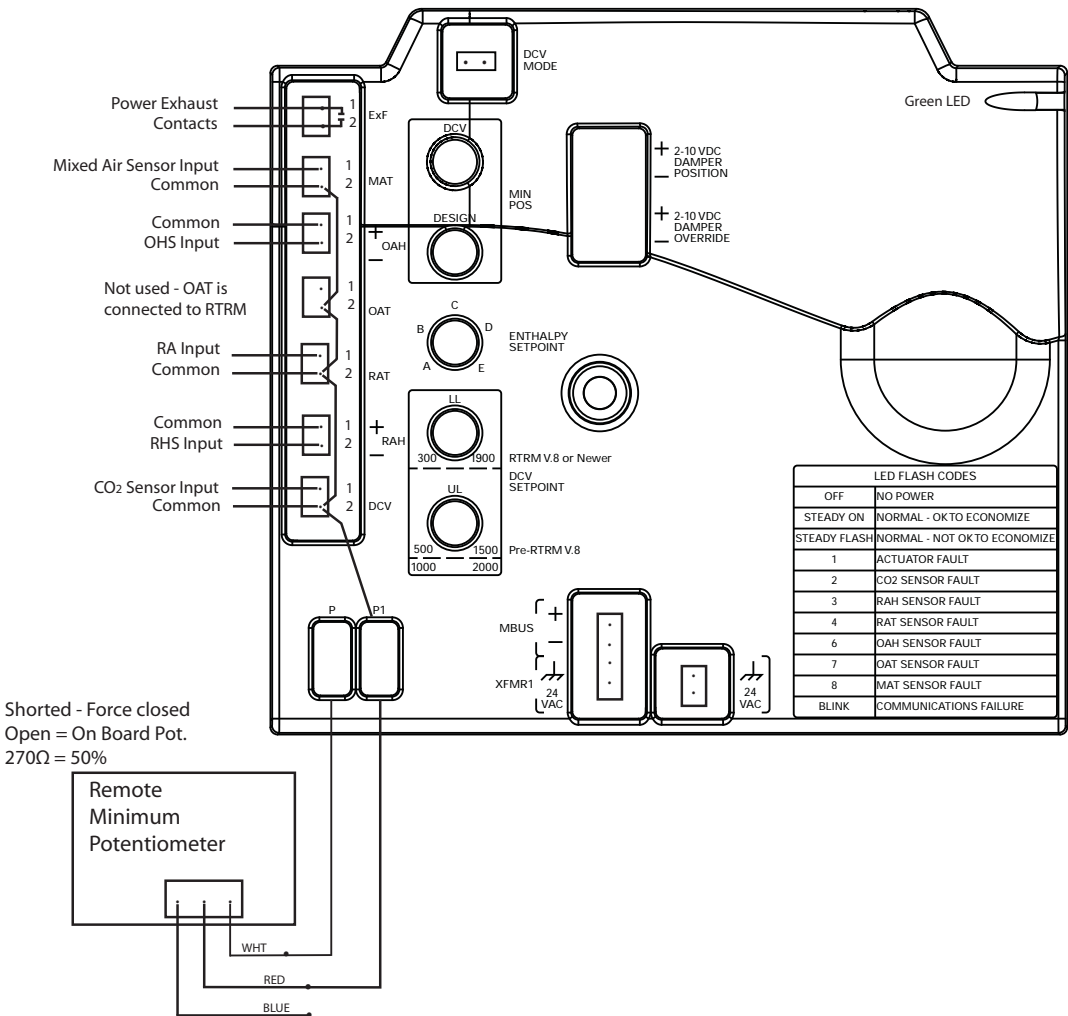 DCV
MODE
Green LED
Power Exhaust
Contacts
1
2
ExF
Mixed Air Sensor Input
Common
1
2
MAT
Common
OHS Input
1
2
+
OAH
–
Not used - OAT is
connected to RTRM
1
2
OAT
RA Input
Common
1
2
RAT
Common
RHS Input
1
2
+
RAH
–
CO2 Sensor Input
Common
1
2
DCV
DCV
MIN
POS
DESIGN
C
B
D
A
E
ENTHALPY
SETPOINT
LL
300
1900
RTRM V.8 or Newer
DCV
SETPOINT
UL
500
1500
Pre-RTRM V.8
1000
2000
+ 2-10 VDC
DAMPER
– POSITION
+ 2-10 VDC
DAMPER
– OVERRIDE
LED FLASH CODES
OFF NO POWER
STEADY ON NORMAL - OK TO ECONOMIZE
STEADY FLASH NORMAL - NOT OK TO ECONOMIZE
1 ACTUATOR FAULT
2 CO2 SENSOR FAULT
3 RAH SENSOR FAULT
4 RAT SENSOR FAULT
6 OAH SENSOR FAULT
7 OAT SENSOR FAULT
8 MAT SENSOR FAULT
BLINK COMMUNICATIONS FAILURE
P
P1
MBUS
+
–
XFMR1
24
VAC
24
VAC
Shorted - Force closed
Open = On Board Pot.
270Ω = 50%
Remote
Minimum
Potentiometer
WHT
RED
BLUE